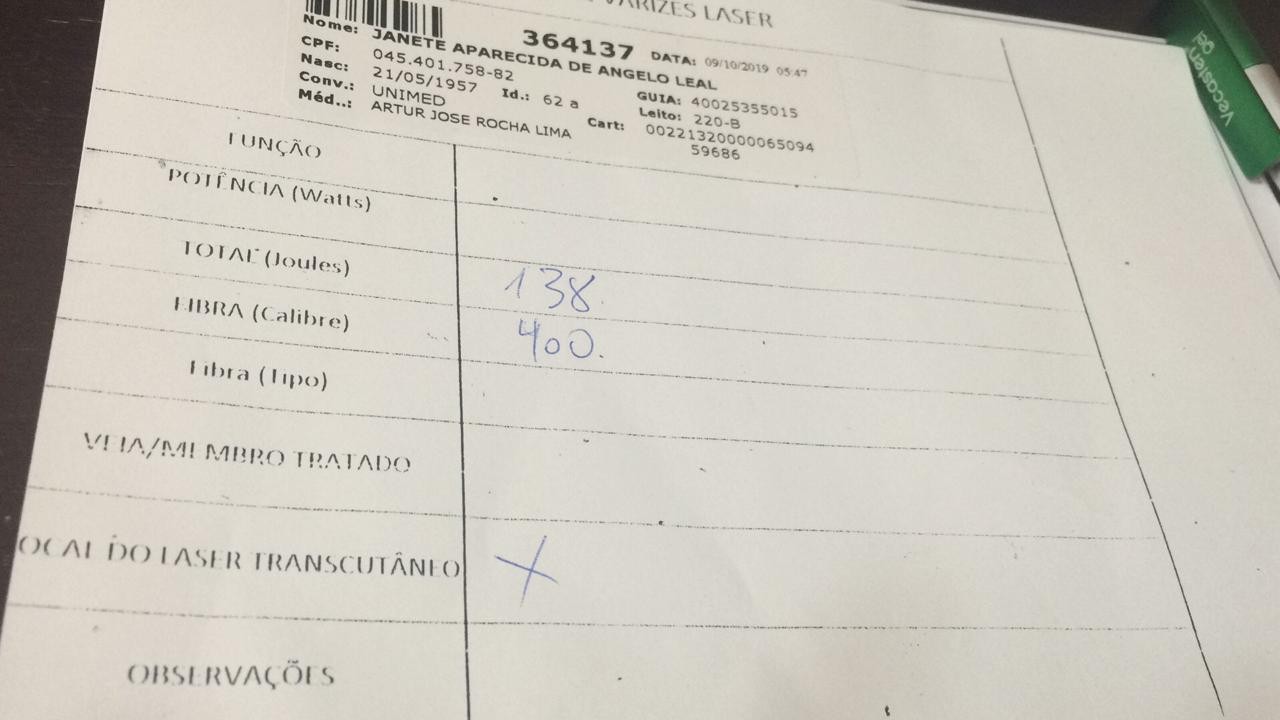 VARIZES LASER
364137 DATA: 09/10/2019 05:47
Nome: JANETE APARECIDA DE ANGELO LEAL
CPF: 045.401.758-82 GUIA: 40025355015
Nasc: 21/05/1957 Id.: 62 a Leito: 220-B
Conv.: UNIMED Cart: 00221320000065094
Méd..: ARTUR JOSE ROCHA LIMA 59686
FUNÇÃO
POTÊNCIA (Watts)
TOTAL (Joules) 138
FIBRA (Calibre) 400.
Fibra (Tipo)
VEIA/MEMBRO TRATADO
OCAL DO LASER TRANSCUTÂNEO X
OBSERVAÇÕES
Vecasten
gel